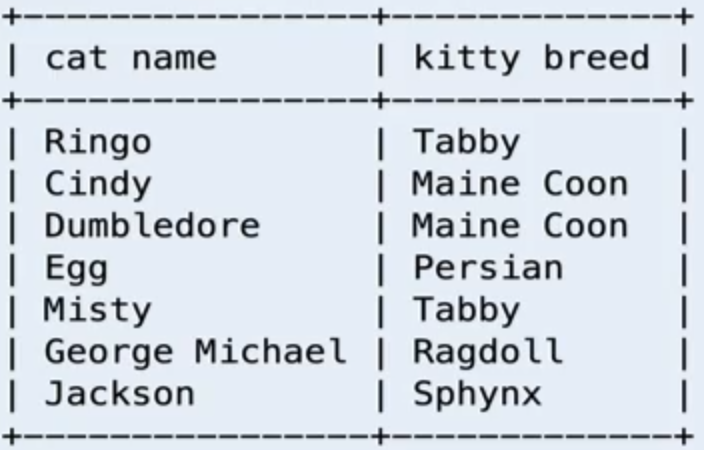 +-----------------+--------------+
| cat name        | kitty breed  |
+-----------------+--------------+
| Ringo           | Tabby        |
| Cindy           | Maine Coon   |
| Dumbledore      | Maine Coon   |
| Egg             | Persian      |
| Misty           | Tabby        |
| George Michael  | Ragdoll      |
| Jackson         | Sphynx       |
+-----------------+--------------+